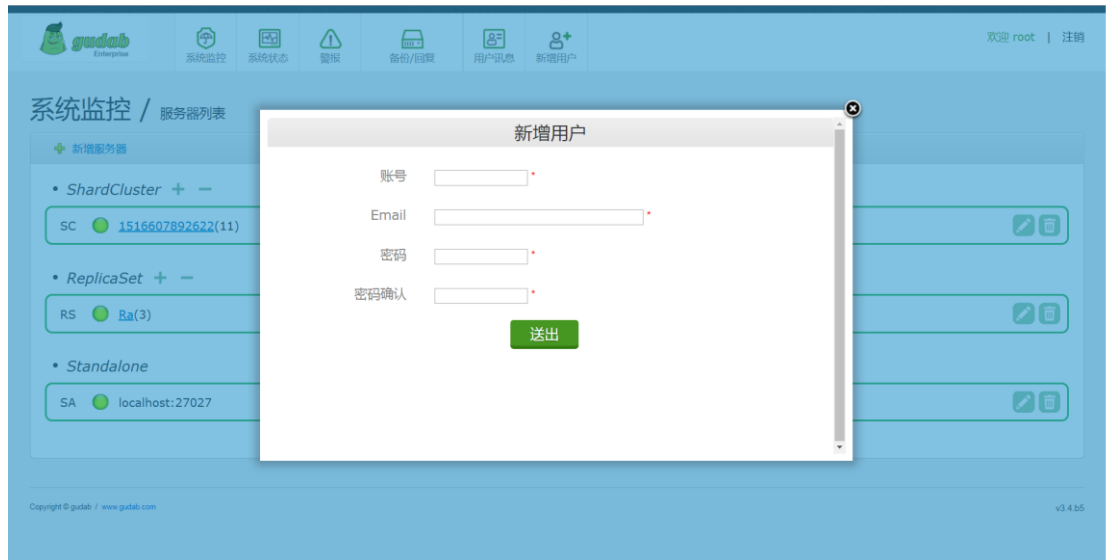 gudab
Enterprise
系统监控
系统状态
警报
备份/回复
用户讯息
新增用户
欢迎 root | 注销
系统监控 / 服务器列表
新增服务器
• ShardCluster + −
SC 1516607892622(11)
• ReplicaSet + −
RS Ra(3)
• Standalone
SA localhost:27027
新增用户
账号 *
Email *
密码 *
密码确认 *
送出
Copyright © gudab / www.gudab.com
v3.4.b5